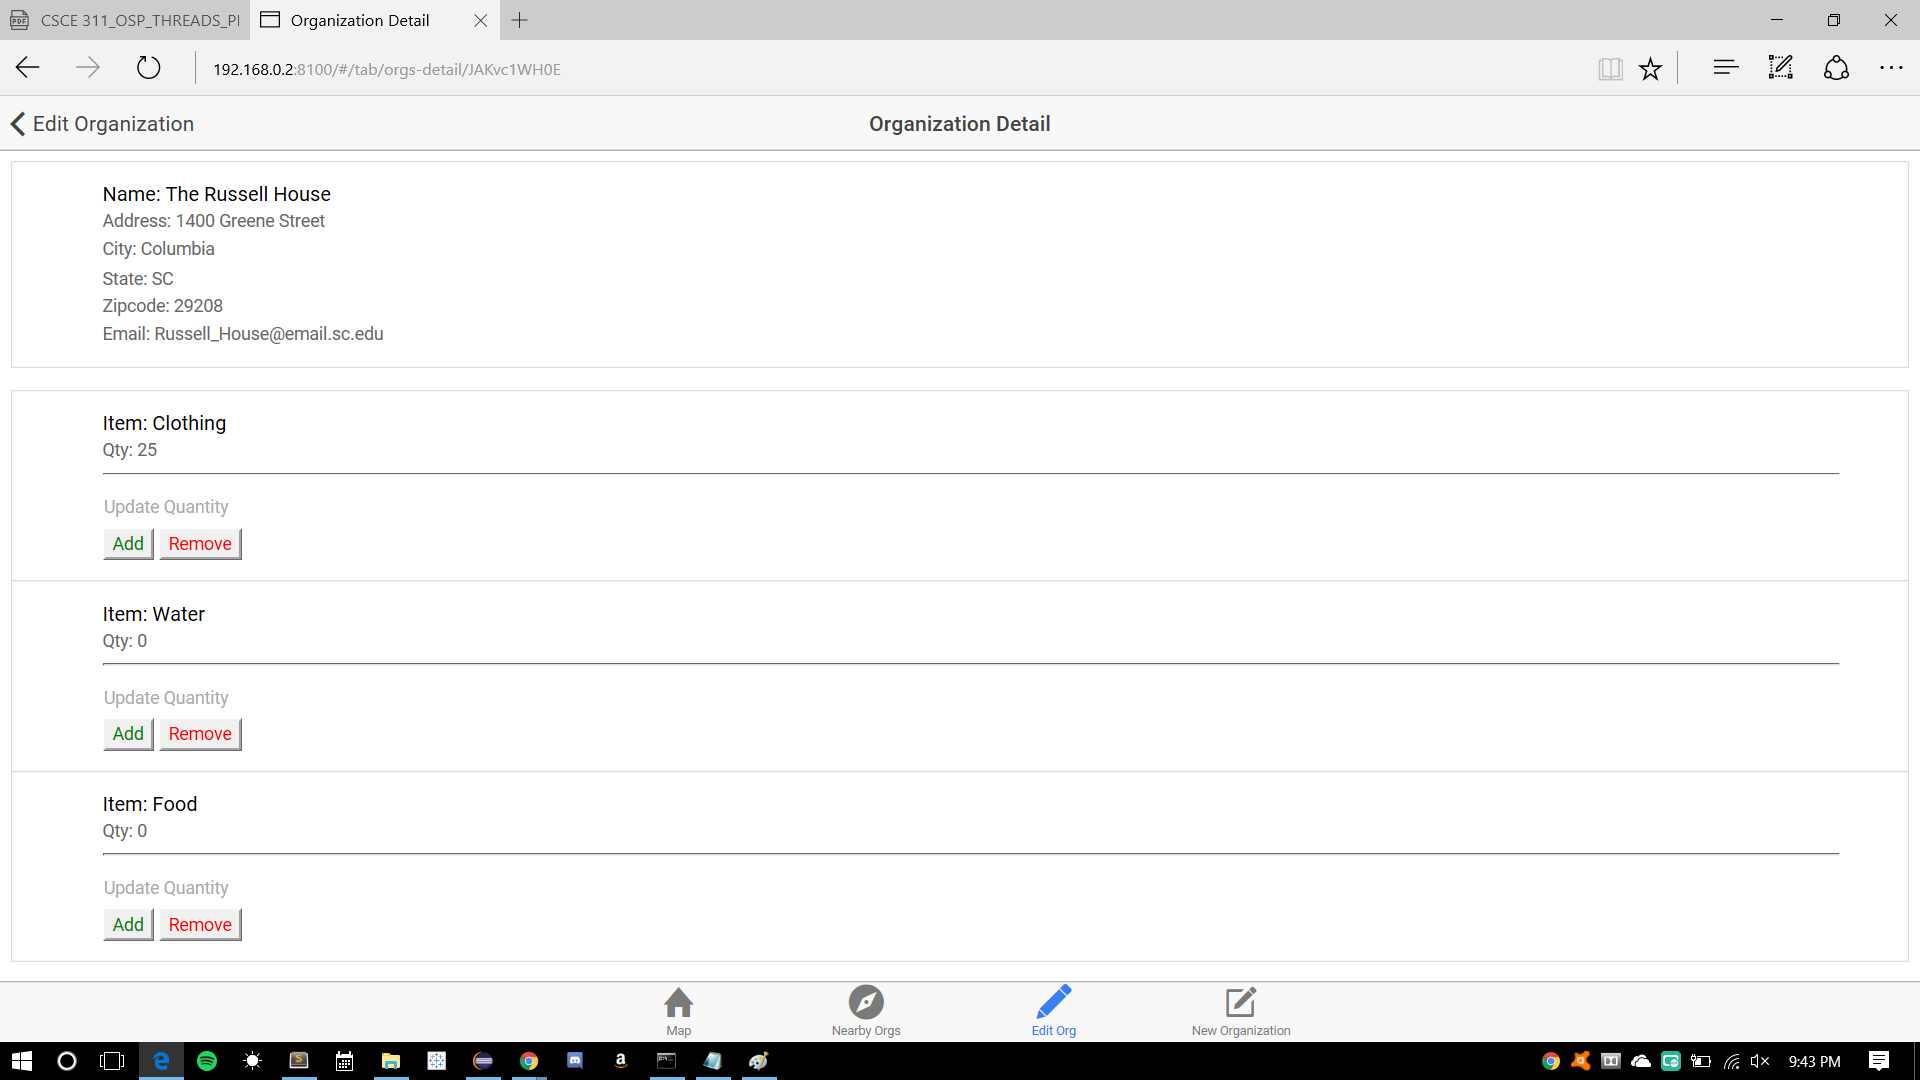 CSCE 311_OSP_THREADS_PI
Organization Detail
192.168.0.2:8100/#/tab/orgs-detail/JAKvc1WH0E
Edit Organization
Organization Detail
Name: The Russell House
Address: 1400 Greene Street
City: Columbia
State: SC
Zipcode: 29208
Email: Russell_House@email.sc.edu
Item: Clothing
Qty: 25
Update Quantity
Add Remove
Item: Water
Qty: 0
Update Quantity
Add Remove
Item: Food
Qty: 0
Update Quantity
Add Remove
Map
Nearby Orgs
Edit Org
New Organization
9:43 PM